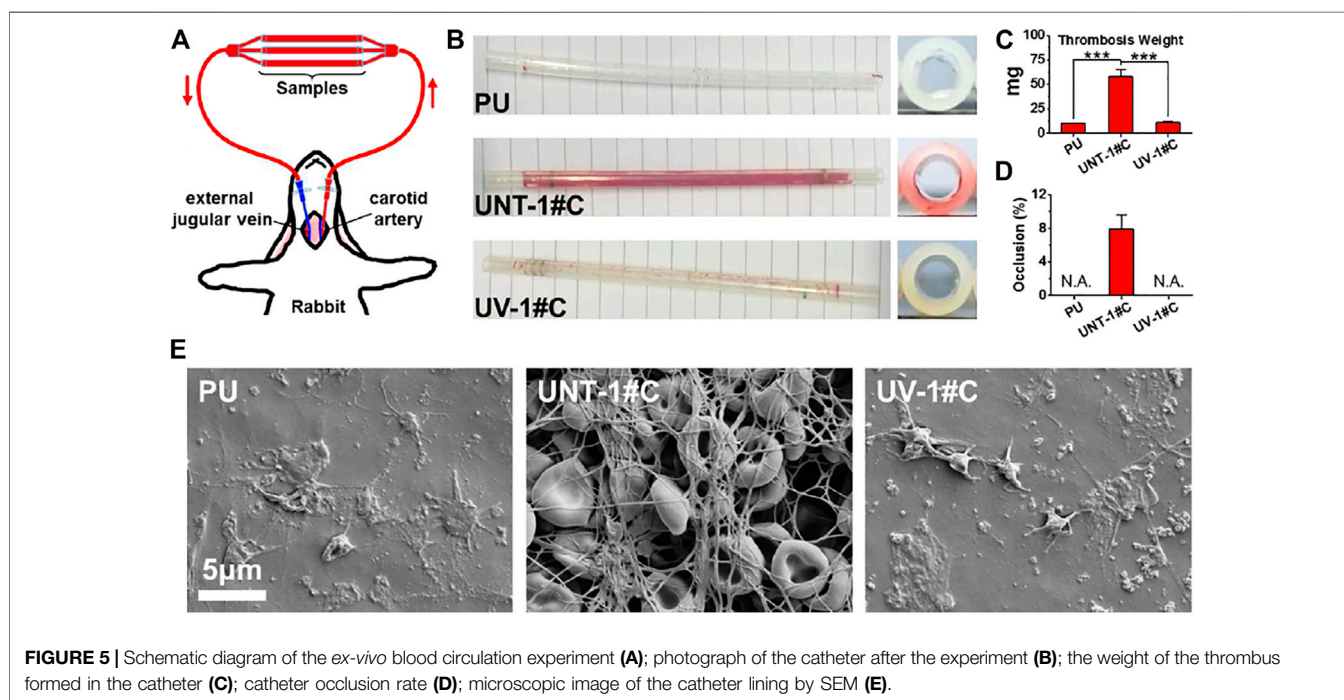 A
Samples
external
jugular vein
carotid
artery
Rabbit
B
PU
UNT-1#C
UV-1#C
C
Thrombosis Weight
*** ***
mg
100
75
50
25
0
PU
UNT-1#C
UV-1#C
D
Occlusion (%)
12
8
4
0
N.A.
N.A.
PU
UNT-1#C
UV-1#C
E
PU
UNT-1#C
UV-1#C
5μm
FIGURE 5 | Schematic diagram of the ex-vivo blood circulation experiment (A); photograph of the catheter after the experiment (B); the weight of the thrombus
formed in the catheter (C); catheter occlusion rate (D); microscopic image of the catheter lining by SEM (E).